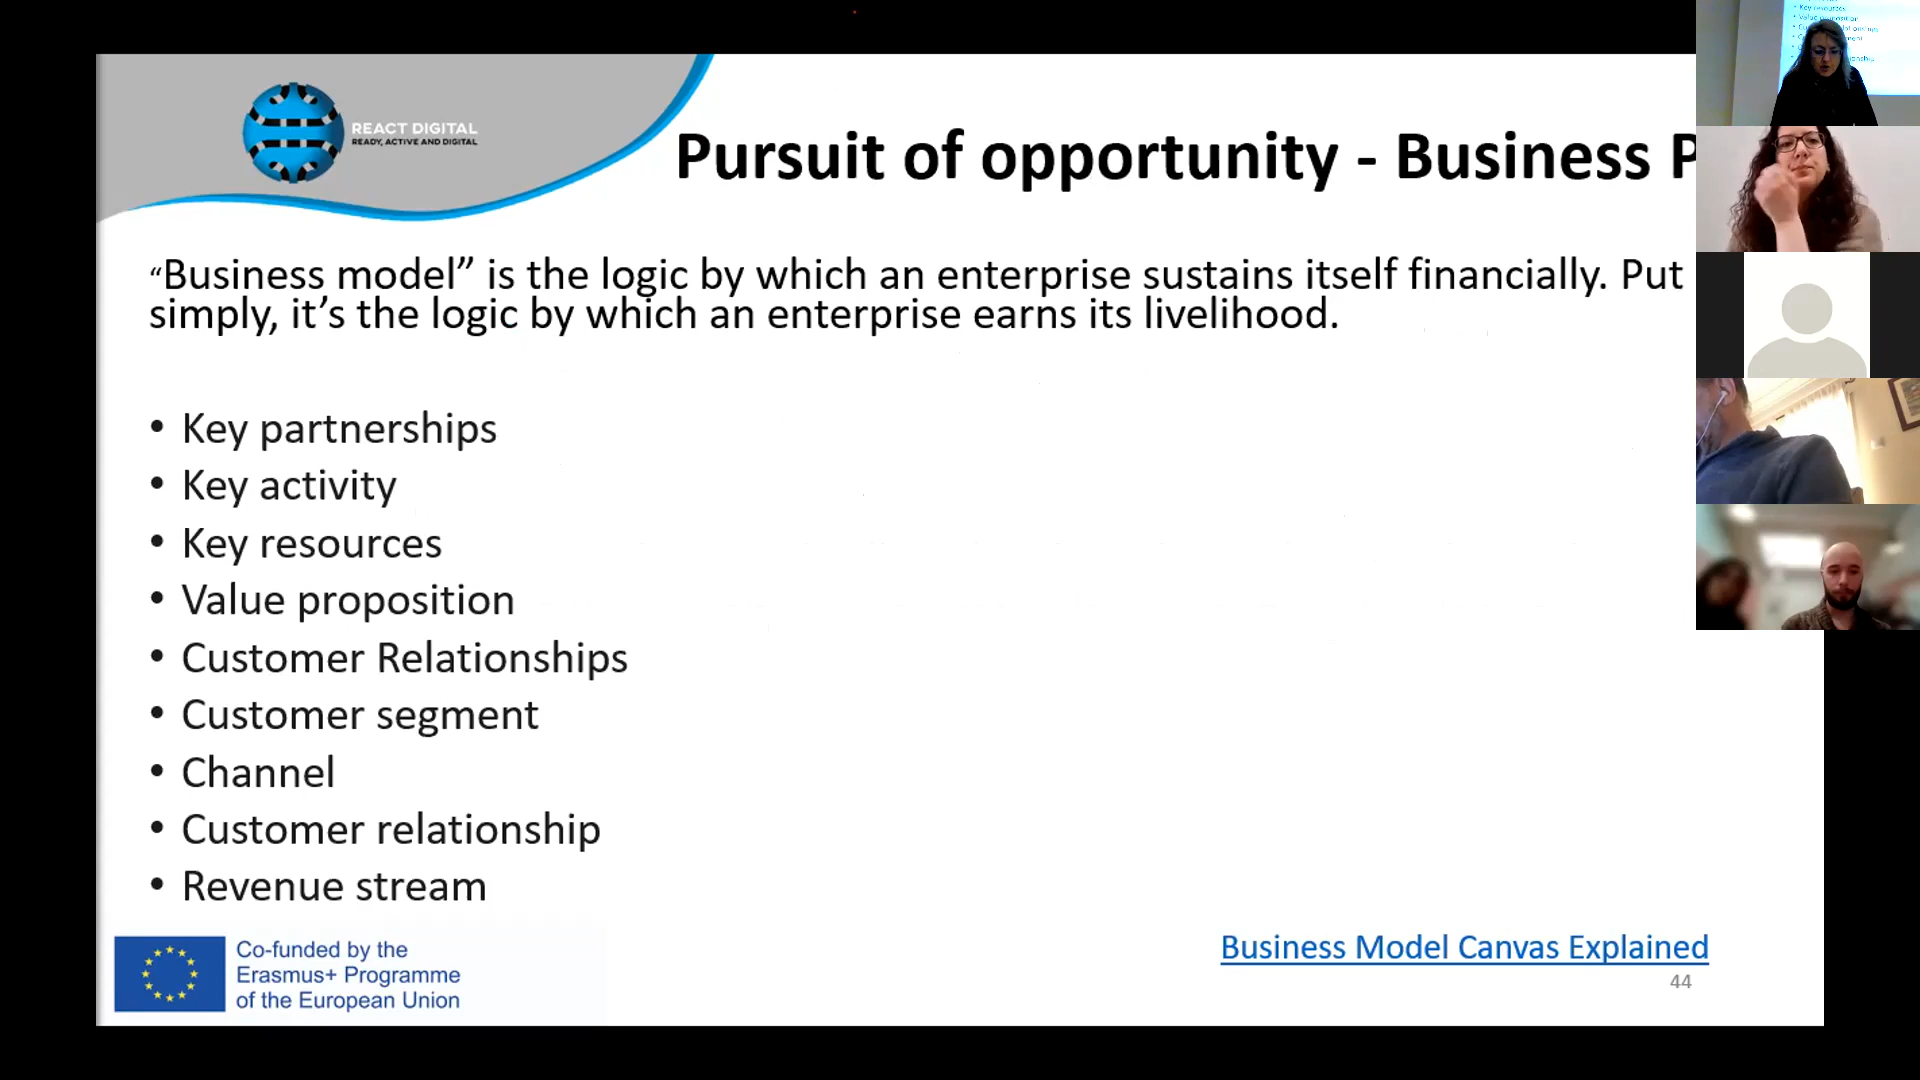 REACT DIGITAL
READY, ACTIVE AND DIGITAL
Pursuit of opportunity - Business
“Business model” is the logic by which an enterprise sustains itself financially. Put
simply, it’s the logic by which an enterprise earns its livelihood.
• Key partnerships
• Key activity
• Key resources
• Value proposition
• Customer Relationships
• Customer segment
• Channel
• Customer relationship
• Revenue stream
Co-funded by the
Erasmus+ Programme
of the European Union
Business Model Canvas Explained
44
Key resources